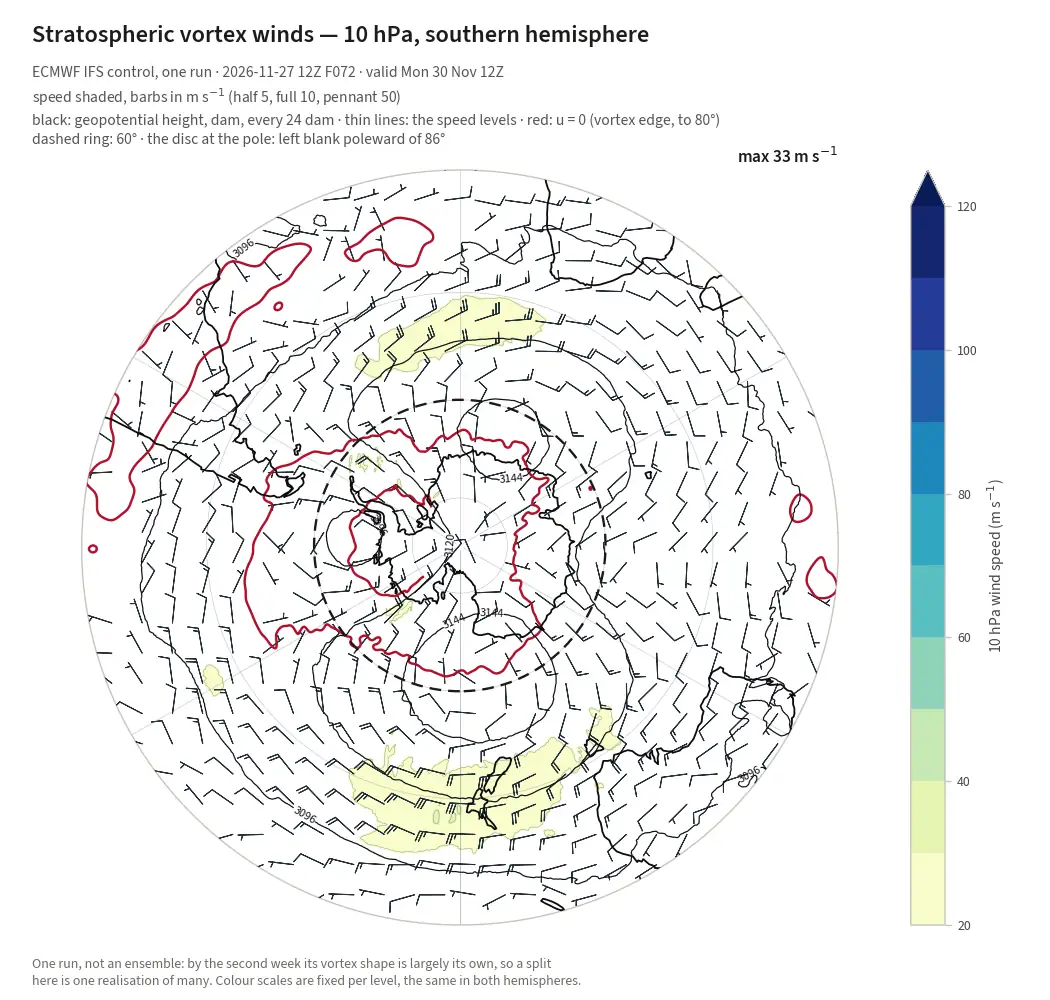 Stratospheric vortex winds — 10 hPa, southern hemisphere
ECMWF IFS control, one run · 2026-11-27 12Z F072 · valid Mon 30 Nov 12Z
speed shaded, barbs in m s⁻¹ (half 5, full 10, pennant 50)
black: geopotential height, dam, every 24 dam · thin lines: the speed levels · red: u = 0 (vortex edge, to 80°)
dashed ring: 60° · the disc at the pole: left blank poleward of 86°
max 33 m s⁻¹
120
100
80
60
40
20
10 hPa wind speed (m s⁻¹)
3096
3144
3120
3144
3144
3096
3096
One run, not an ensemble: by the second week its vortex shape is largely its own, so a split
here is one realisation of many. Colour scales are fixed per level, the same in both hemispheres.